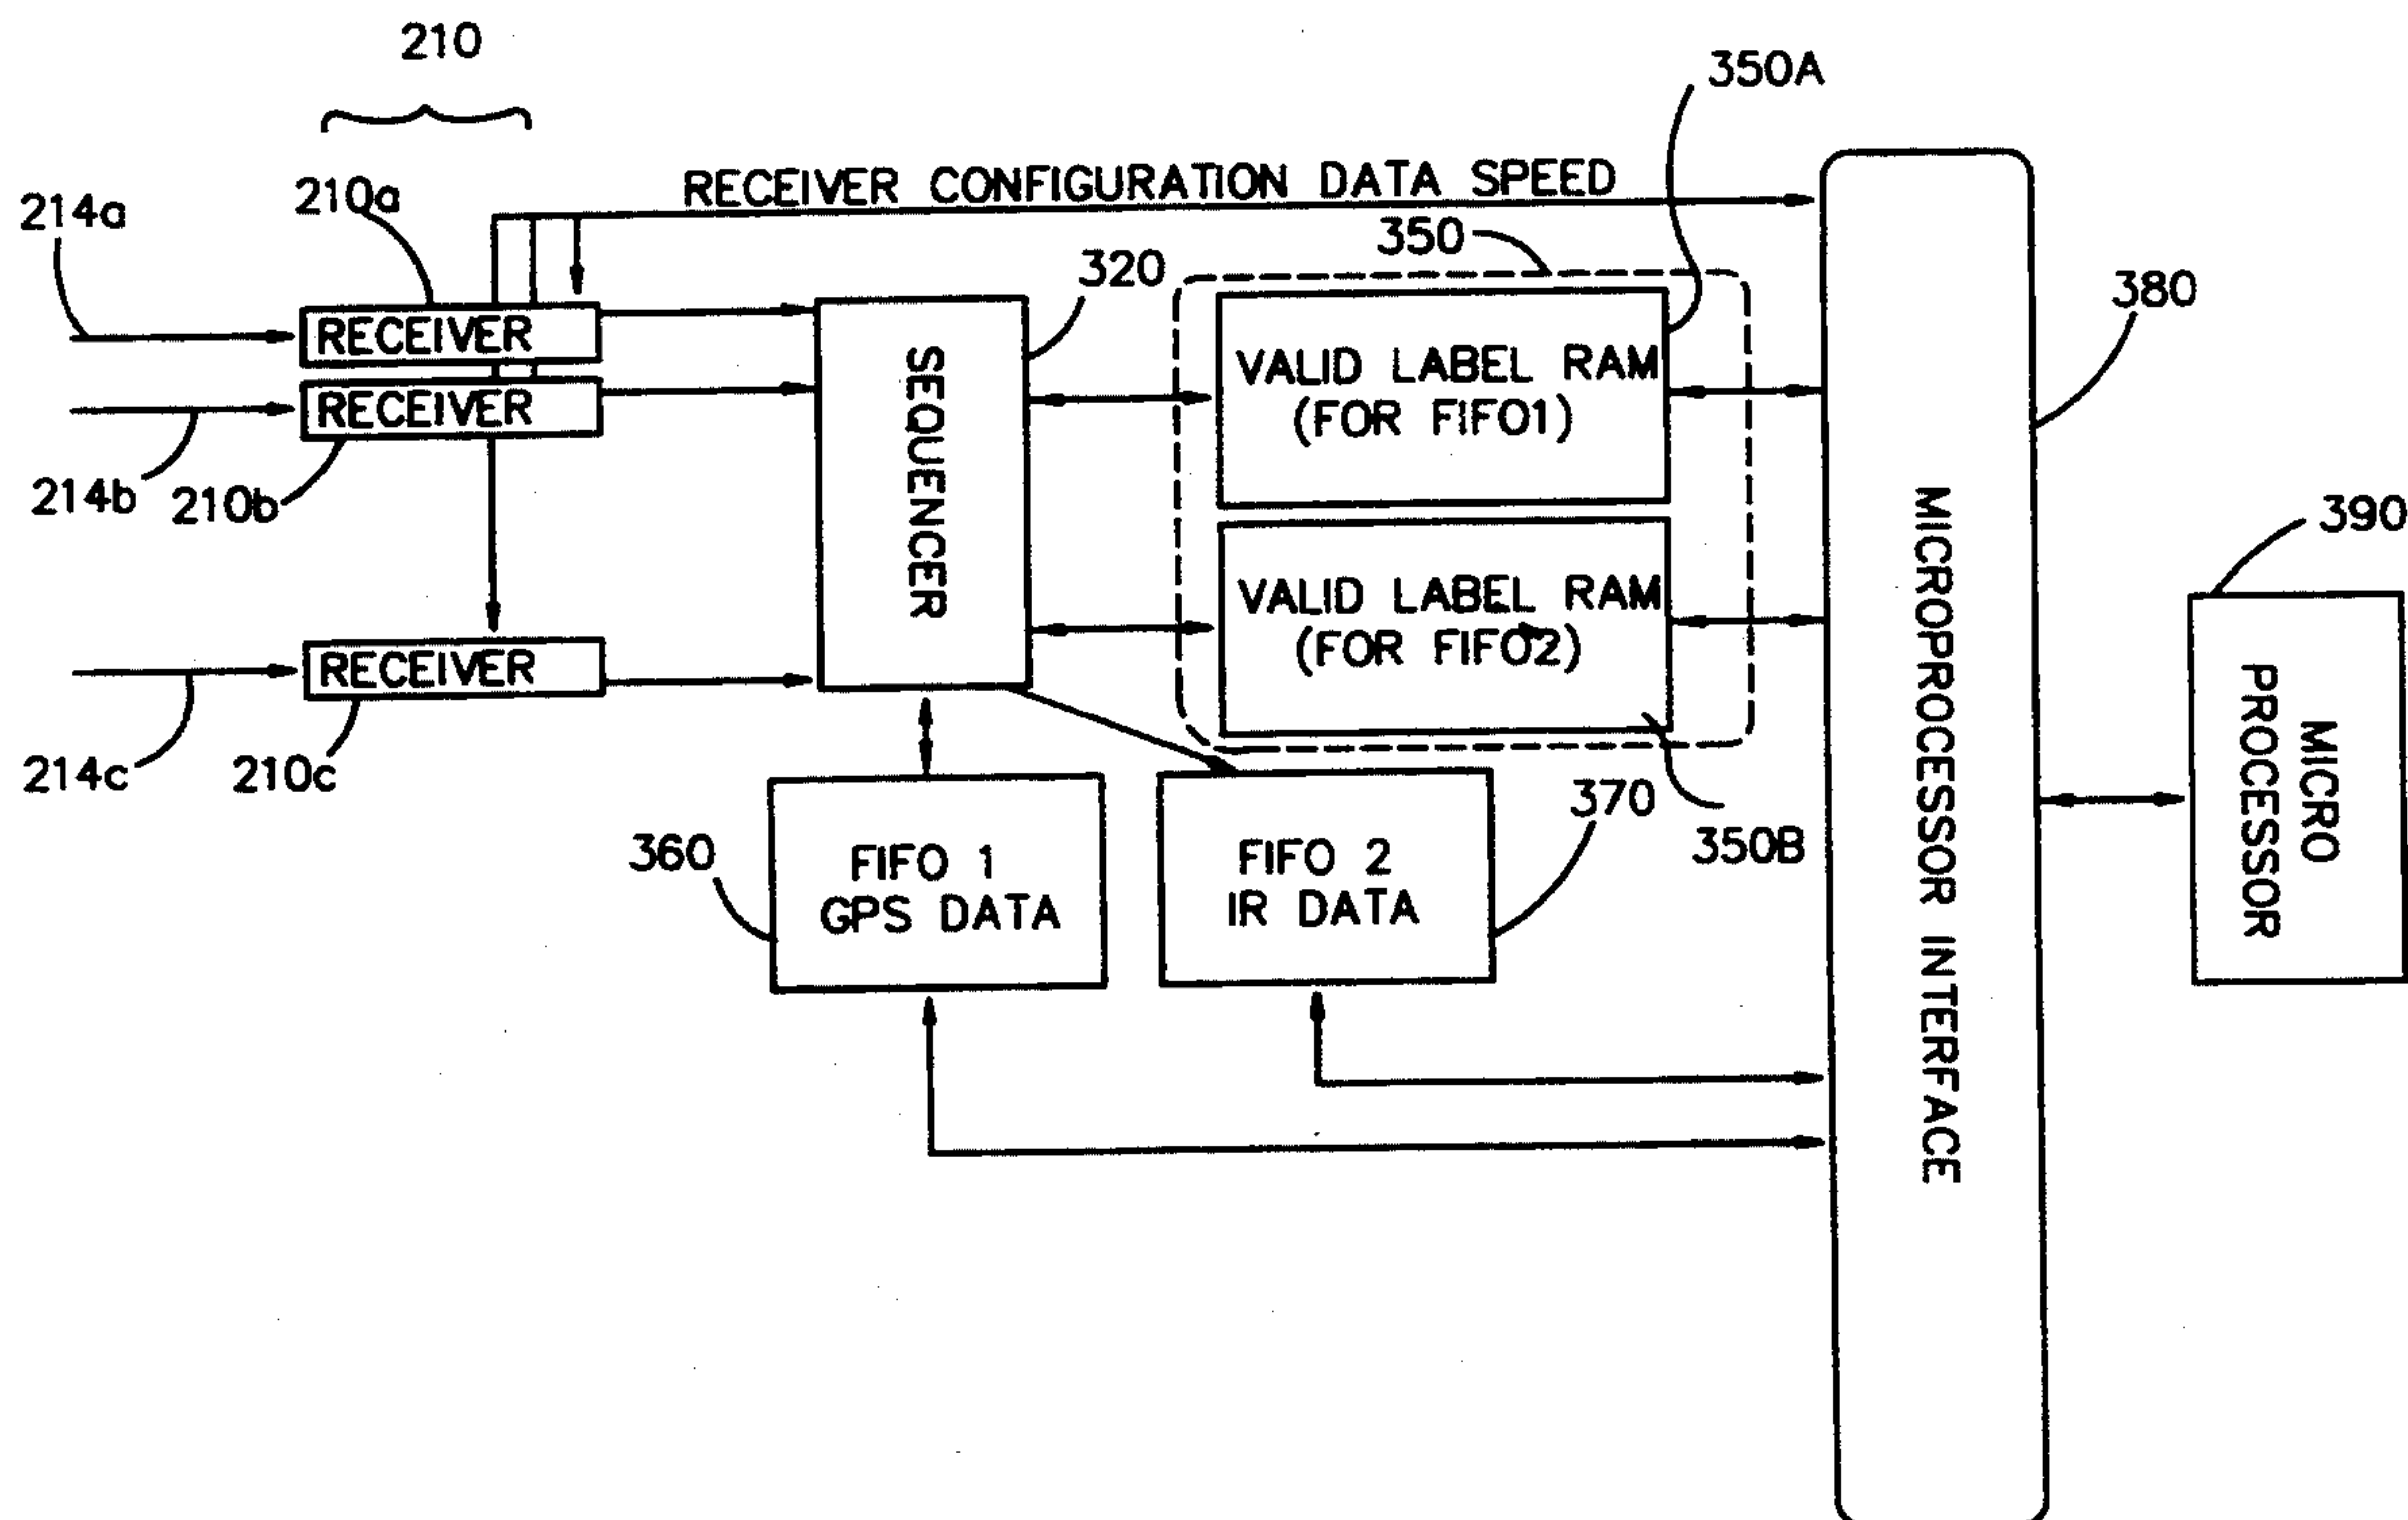 210
350A
RECEIVER CONFIGURATION DATA SPEED
214a
210a
350
320
380
RECEIVER
RECEIVER
214b
210b
SEQUENCER
VALID LABEL RAM
(FOR FIFO1)
VALID LABEL RAM
(FOR FIFO2)
MICROPROCESSOR INTERFACE
390
MICRO
PROCESSOR
RECEIVER
214c
210c
360
FIFO 1
GPS DATA
FIFO 2
IR DATA
370
350B